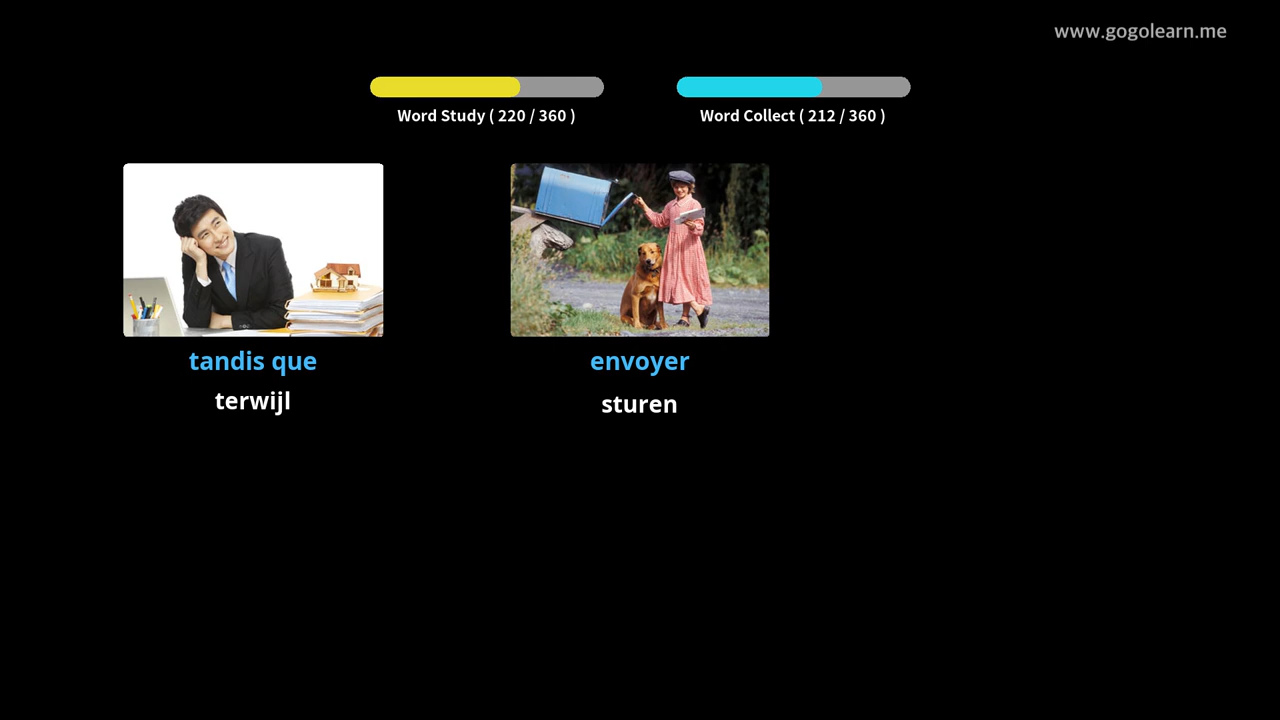 www.gogolearn.me
Word Study ( 220 / 360 )
Word Collect ( 212 / 360 )
tandis que
terwijl
envoyer
sturen